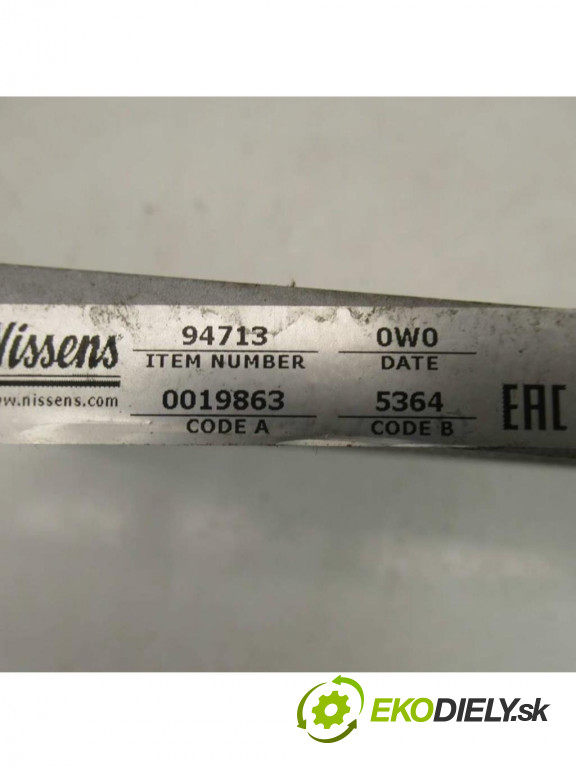 Nissens 94713 0W0
ITEM NUMBER DATE
www.nissens.com 0019863 5364 EAC
CODE A CODE B
EKODIELY.sk